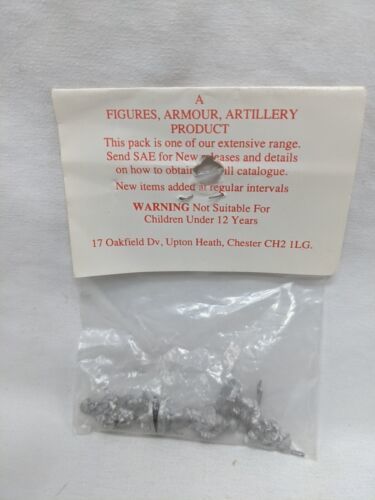 A
FIGURES, ARMOUR, ARTILLERY
PRODUCT
This pack is one of our extensive range.
Send SAE for New releases and details
on how to obtain full catalogue.
New items added at regular intervals
WARNING Not Suitable For
Children Under 12 Years
17 Oakfield Dv, Upton Heath, Chester CH2 1LG.